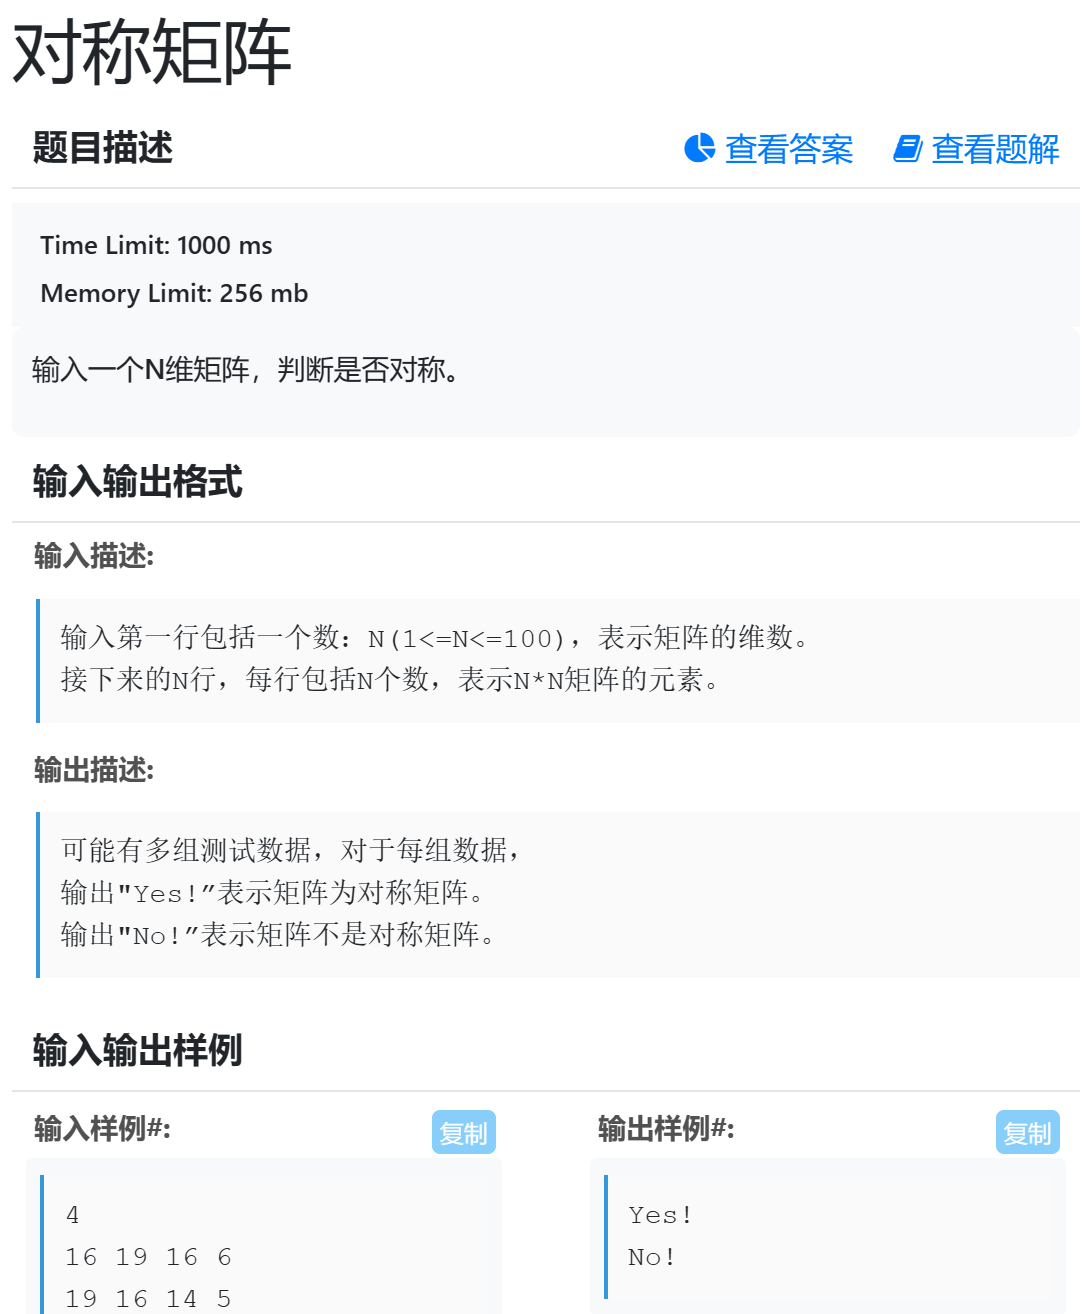 对称矩阵
题目描述
查看答案 查看题解
Time Limit: 1000 ms
Memory Limit: 256 mb
输入一个N维矩阵，判断是否对称。
输入输出格式
输入描述:
输入第一行包括一个数：N(1<=N<=100)，表示矩阵的维数。
接下来的N行，每行包括N个数，表示N*N矩阵的元素。
输出描述:
可能有多组测试数据，对于每组数据，
输出"Yes!”表示矩阵为对称矩阵。
输出"No!”表示矩阵不是对称矩阵。
输入输出样例
输入样例#:
复制
4
16 19 16 6
19 16 14 5
输出样例#:
复制
Yes!
No!